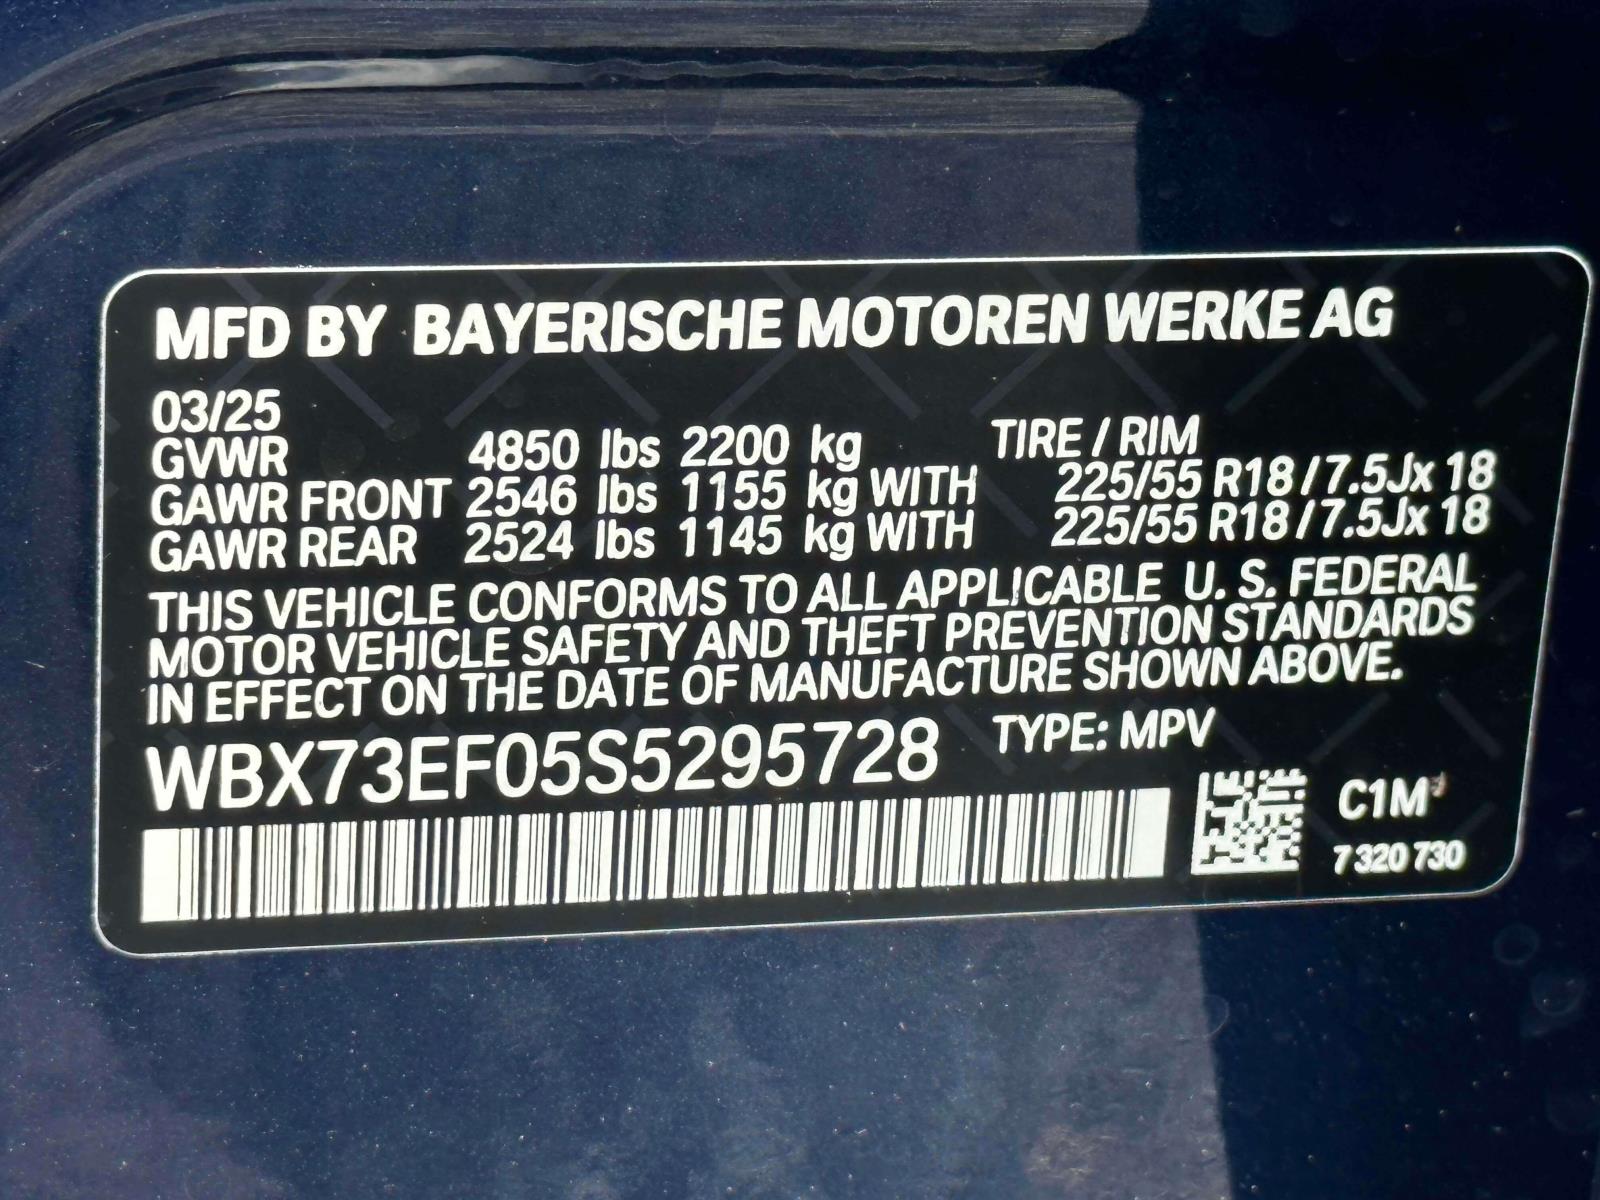 MFD BY BAYERISCHE MOTOREN WERKE AG
03/25
GVWR 4850 lbs 2200 kg TIRE / RIM
GAWR FRONT 2546 lbs 1155 kg WITH 225/55 R18 / 7.5Jx 18
GAWR REAR 2524 lbs 1145 kg WITH 225/55 R18 / 7.5Jx 18
THIS VEHICLE CONFORMS TO ALL APPLICABLE U. S. FEDERAL
MOTOR VEHICLE SAFETY AND THEFT PREVENTION STANDARDS
IN EFFECT ON THE DATE OF MANUFACTURE SHOWN ABOVE.
WBX73EF05S5295728 TYPE: MPV
C1M
7 320 730